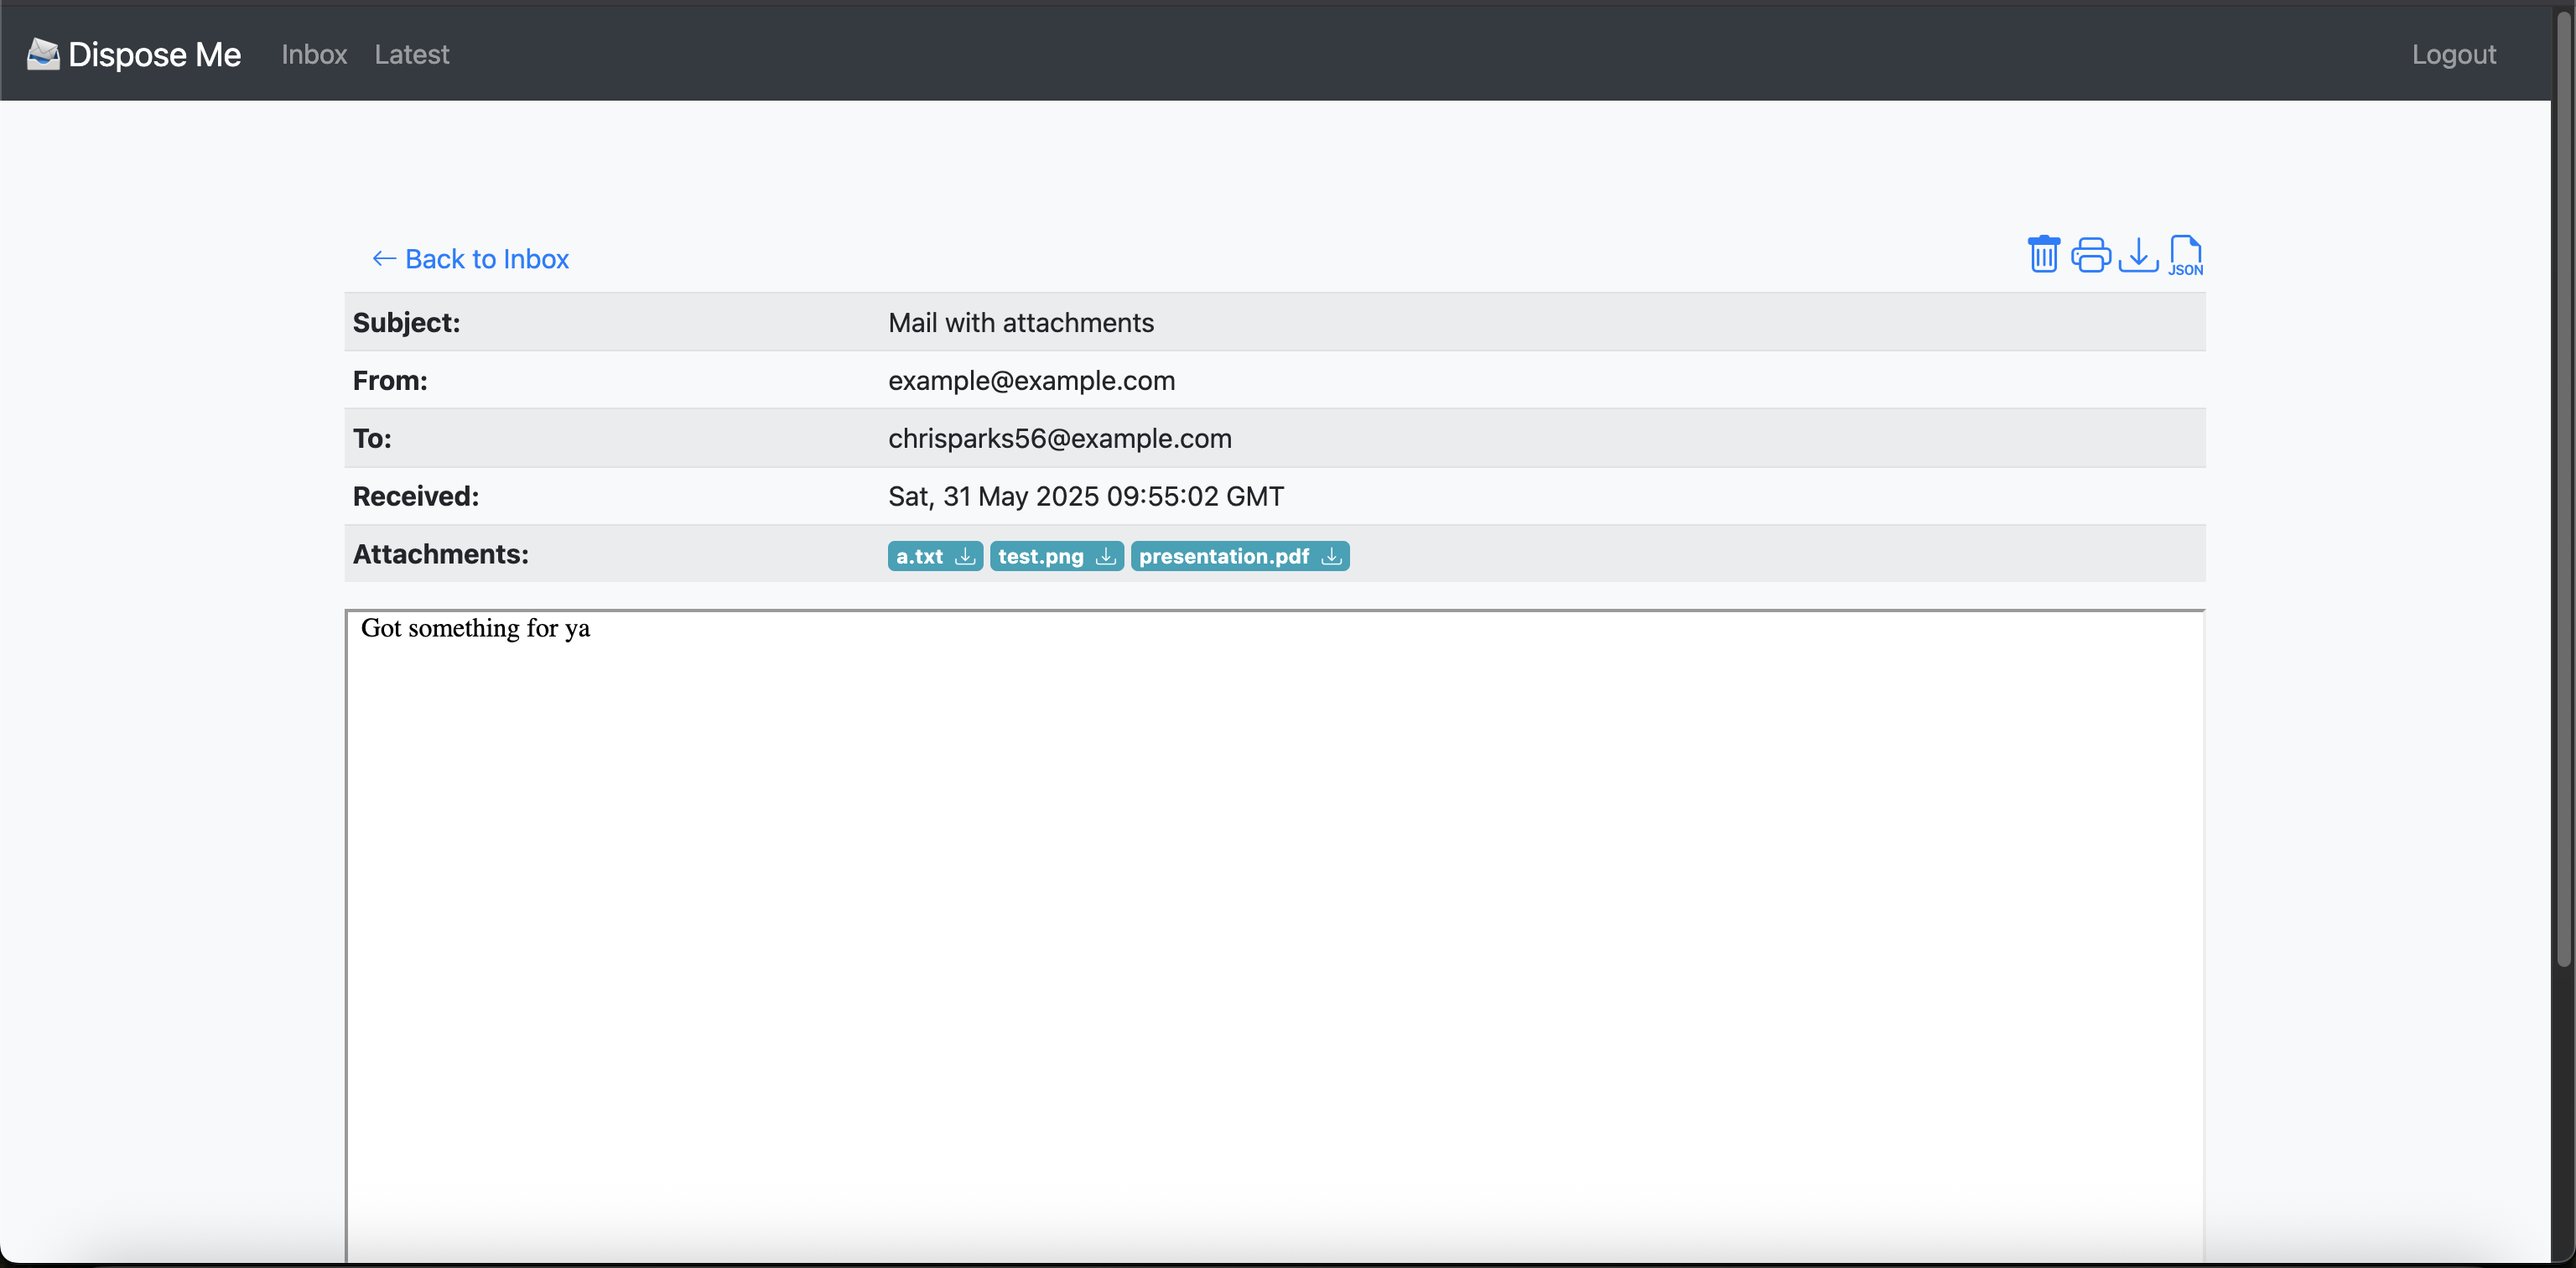 Dispose Me Inbox Latest Logout
← Back to Inbox JSON
Subject: Mail with attachments
From: example@example.com
To: chrisparks56@example.com
Received: Sat, 31 May 2025 09:55:02 GMT
Attachments: a.txt test.png presentation.pdf
Got something for ya